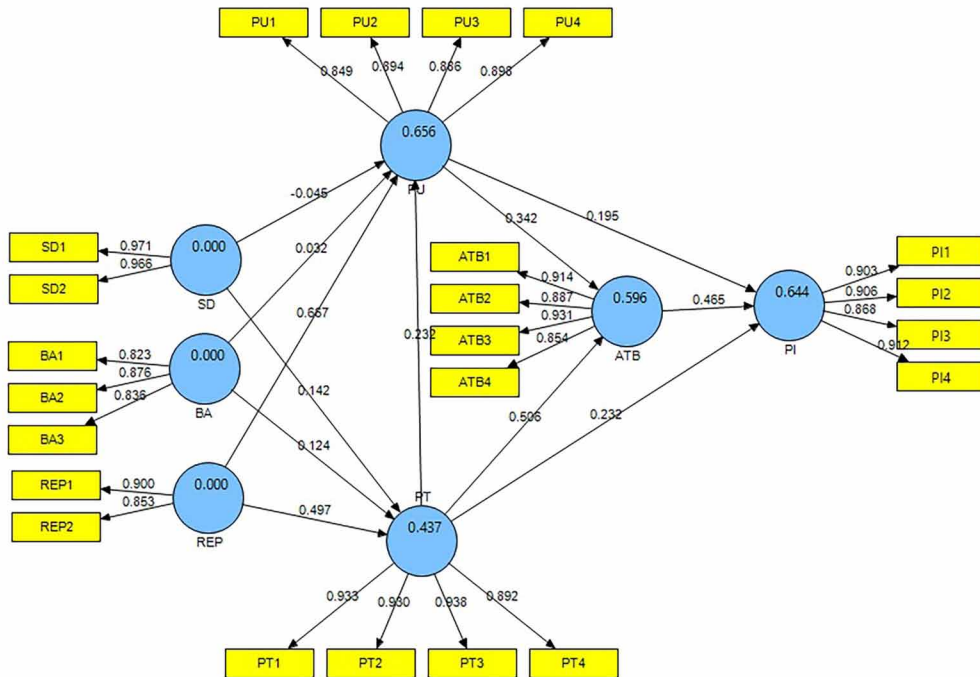 PU1 PU2 PU3 PU4
0.849 0.894 0.886 0.898
0.656
PU
-0.045
0.342 0.195
SD1 0.971 0.000
SD2 0.966
SD
0.032
0.667
ATB1 0.914
ATB2 0.887
ATB3 0.931
ATB4 0.854
0.596
ATB
0.465
0.644
PI
PI1 0.903
PI2 0.906
PI3 0.868
PI4 0.912
0.232
BA1 0.823 0.000
BA2 0.876
BA3 0.836
BA
0.142
0.124
0.506
0.232
REP1 0.900 0.000
REP2 0.853
REP
0.497
PT
0.437
0.933 0.930 0.938 0.892
PT1 PT2 PT3 PT4